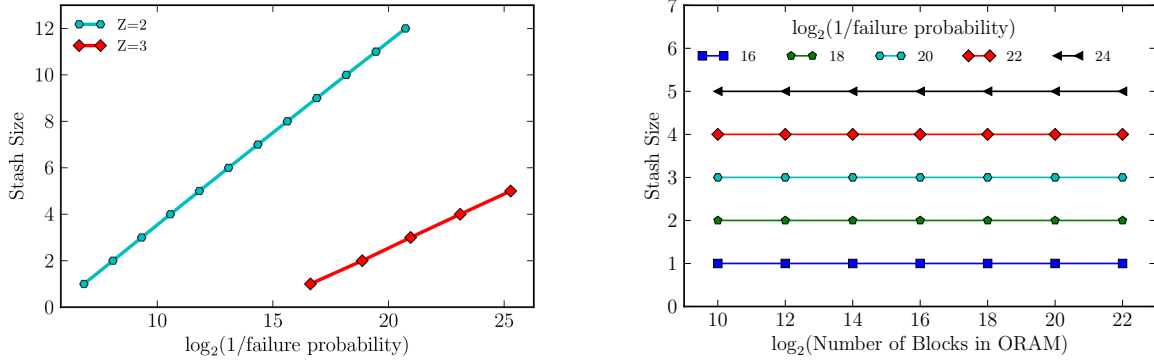 12
10
8
6
4
2
0
Stash Size
Z=2
Z=3
10 15 20 25
log₂(1/failure probability)
7
6
5
4
3
2
1
0
Stash Size
log₂(1/failure probability)
16 18 20 22 24
10 12 14 16 18 20 22
log₂(Number of Blocks in ORAM)